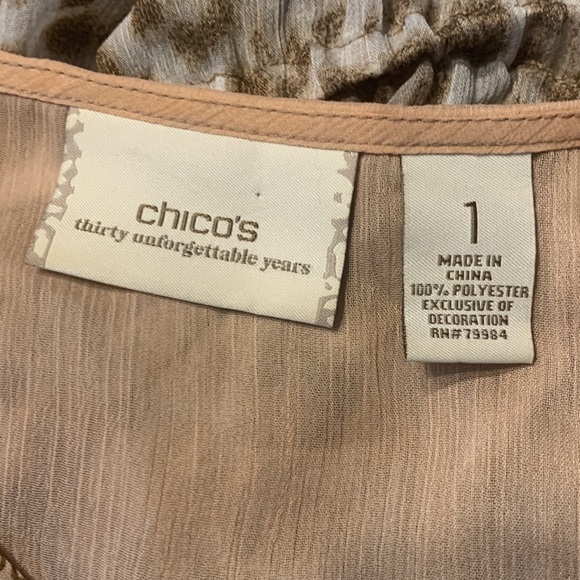 chico's
thirty unforgettable years
1
MADE IN
CHINA
100% POLYESTER
EXCLUSIVE OF
DECORATION
RN#79984